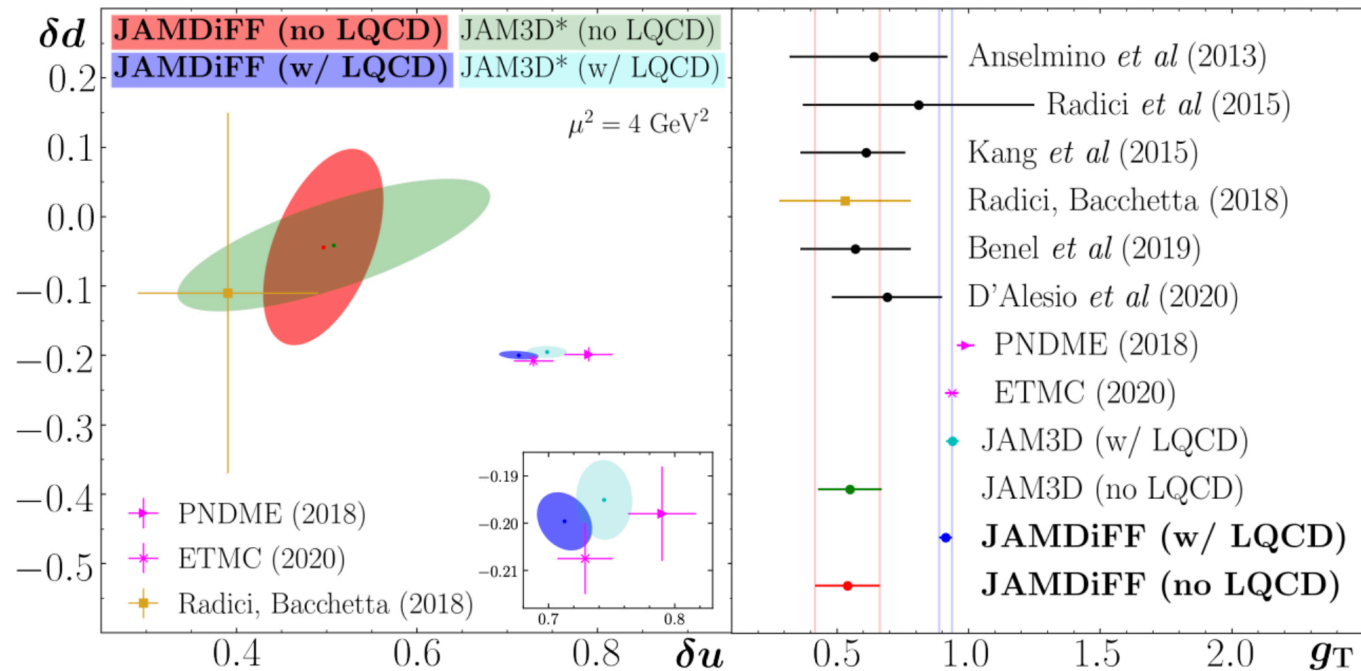 δd
JAMDiFF (no LQCD) JAM3D* (no LQCD)
JAMDiFF (w/ LQCD) JAM3D* (w/ LQCD)
μ² = 4 GeV²
0.2
0.1
0.0
−0.1
−0.2
−0.3
−0.4
−0.5
PNDME (2018)
ETMC (2020)
Radici, Bacchetta (2018)
−0.19
−0.20
−0.21
0.7 0.8
0.4 0.6 δu 0.8
Anselmino et al (2013)
Radici et al (2015)
Kang et al (2015)
Radici, Bacchetta (2018)
Benel et al (2019)
D'Alesio et al (2020)
PNDME (2018)
ETMC (2020)
JAM3D (w/ LQCD)
JAM3D (no LQCD)
JAMDiFF (w/ LQCD)
JAMDiFF (no LQCD)
0.5 1.0 1.5 2.0 gT